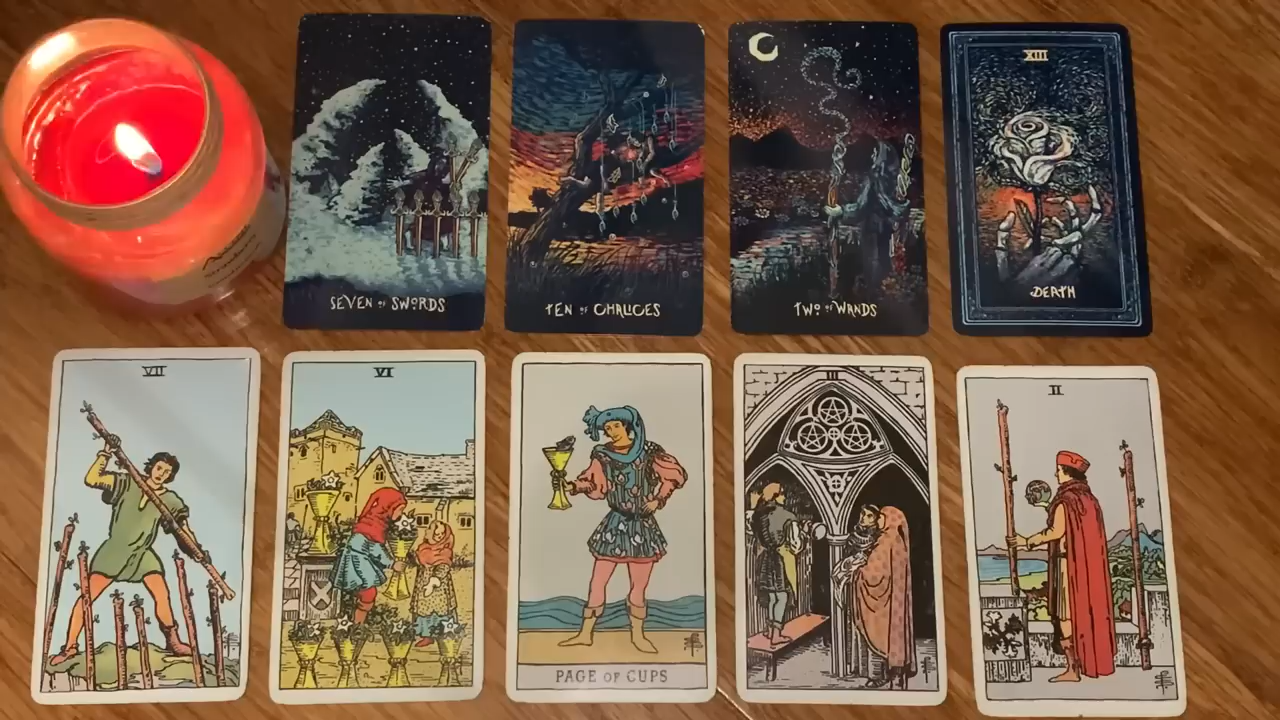 SEVEN OF SWORDS
TEN OF CHALICES
TWO OF WANDS
XIII
DEATH
VII
VI
PAGE OF CUPS
III
II